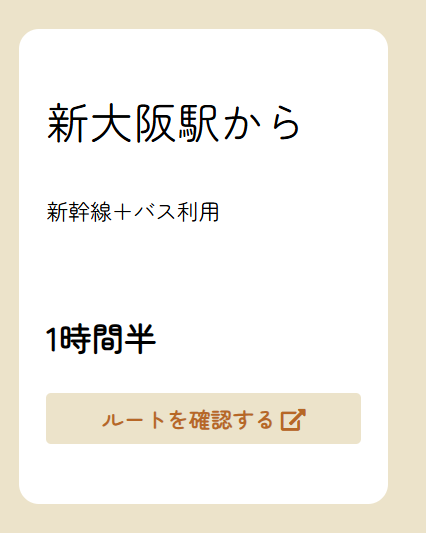 新大阪駅から
新幹線＋バス利用
1時間半
ルートを確認する